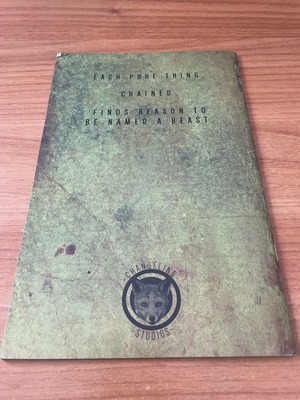 EACH PURE THING
CHAINED,
FINDS REASON TO
BE NAMED A BEAST
-CHANGELING-
-STUDIOS-